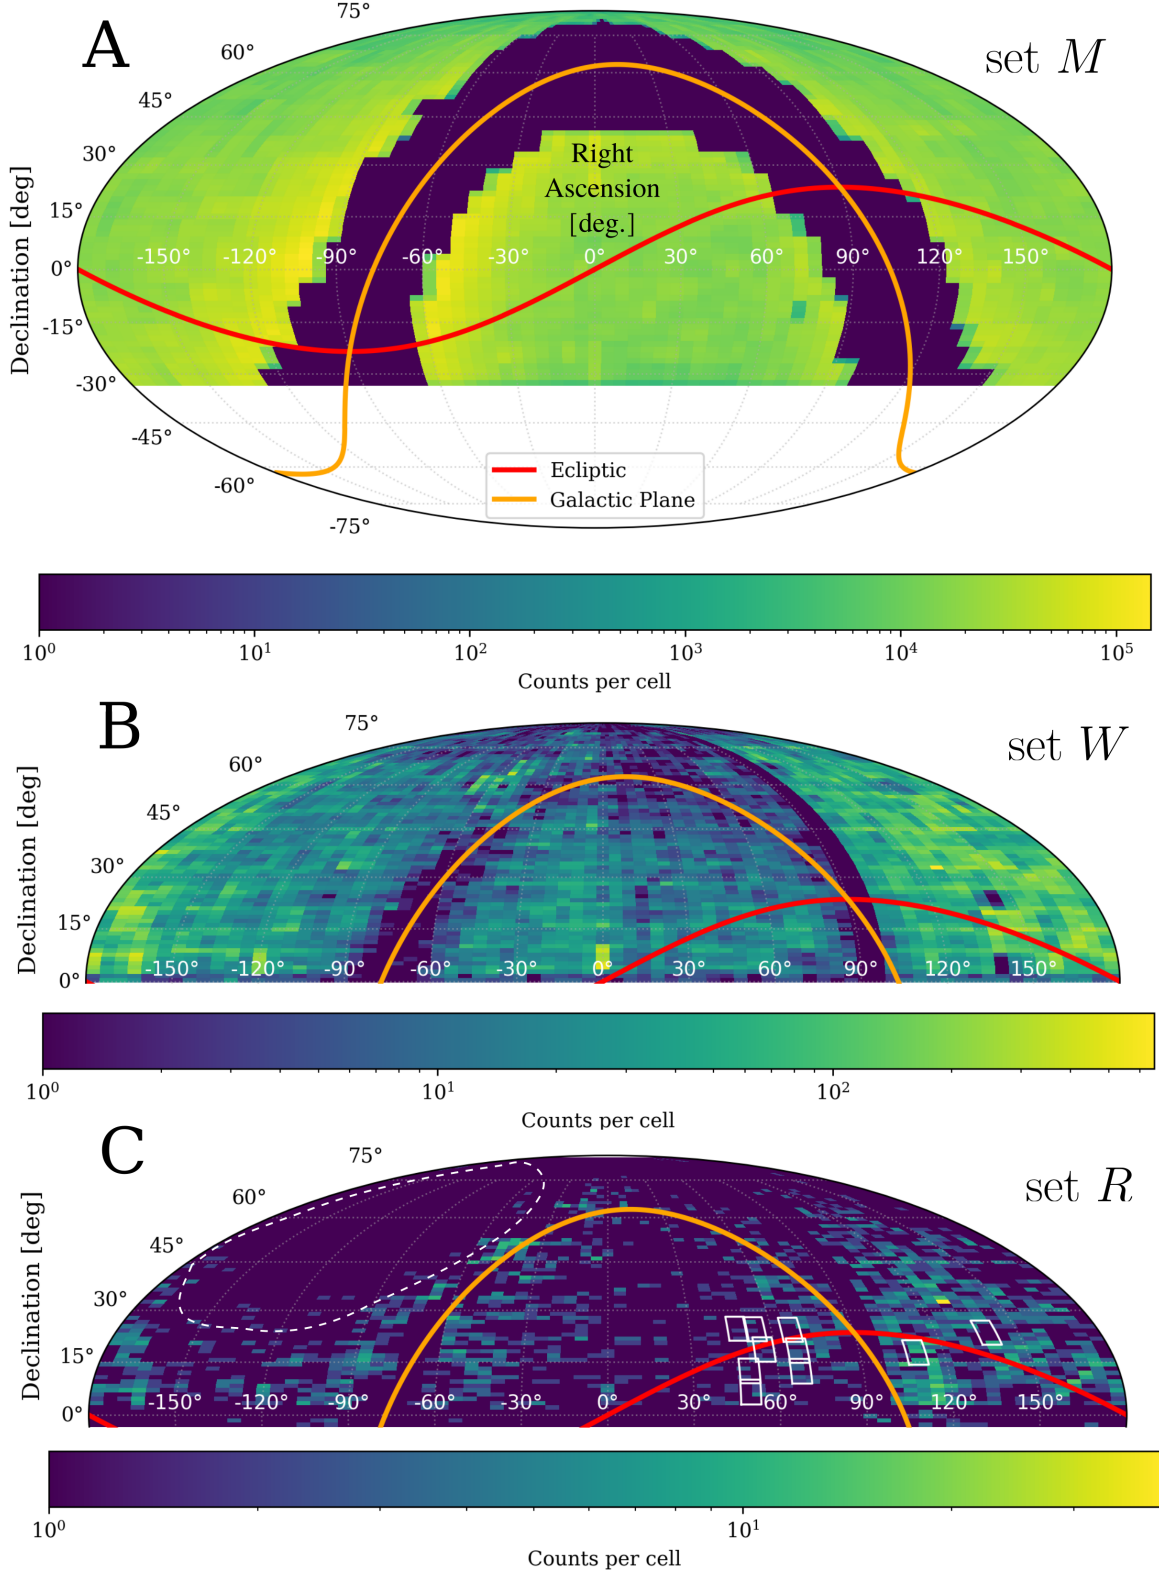 A
set M
75°
60°
45°
30°
15°
0°
-15°
-30°
-45°
-60°
-75°
Declination [deg]
Right
Ascension
[deg.]
-150° -120° -90° -60° -30° 0° 30° 60° 90° 120° 150°
Ecliptic
Galactic Plane
10⁰ 10¹ 10² 10³ 10⁴ 10⁵
Counts per cell
B
set W
75°
60°
45°
30°
15°
0°
Declination [deg]
-150° -120° -90° -60° -30° 0° 30° 60° 90° 120° 150°
10⁰ 10¹ 10²
Counts per cell
C
set R
75°
60°
45°
30°
15°
0°
Declination [deg]
-150° -120° -90° -60° -30° 0° 30° 60° 90° 120° 150°
10⁰ 10¹
Counts per cell